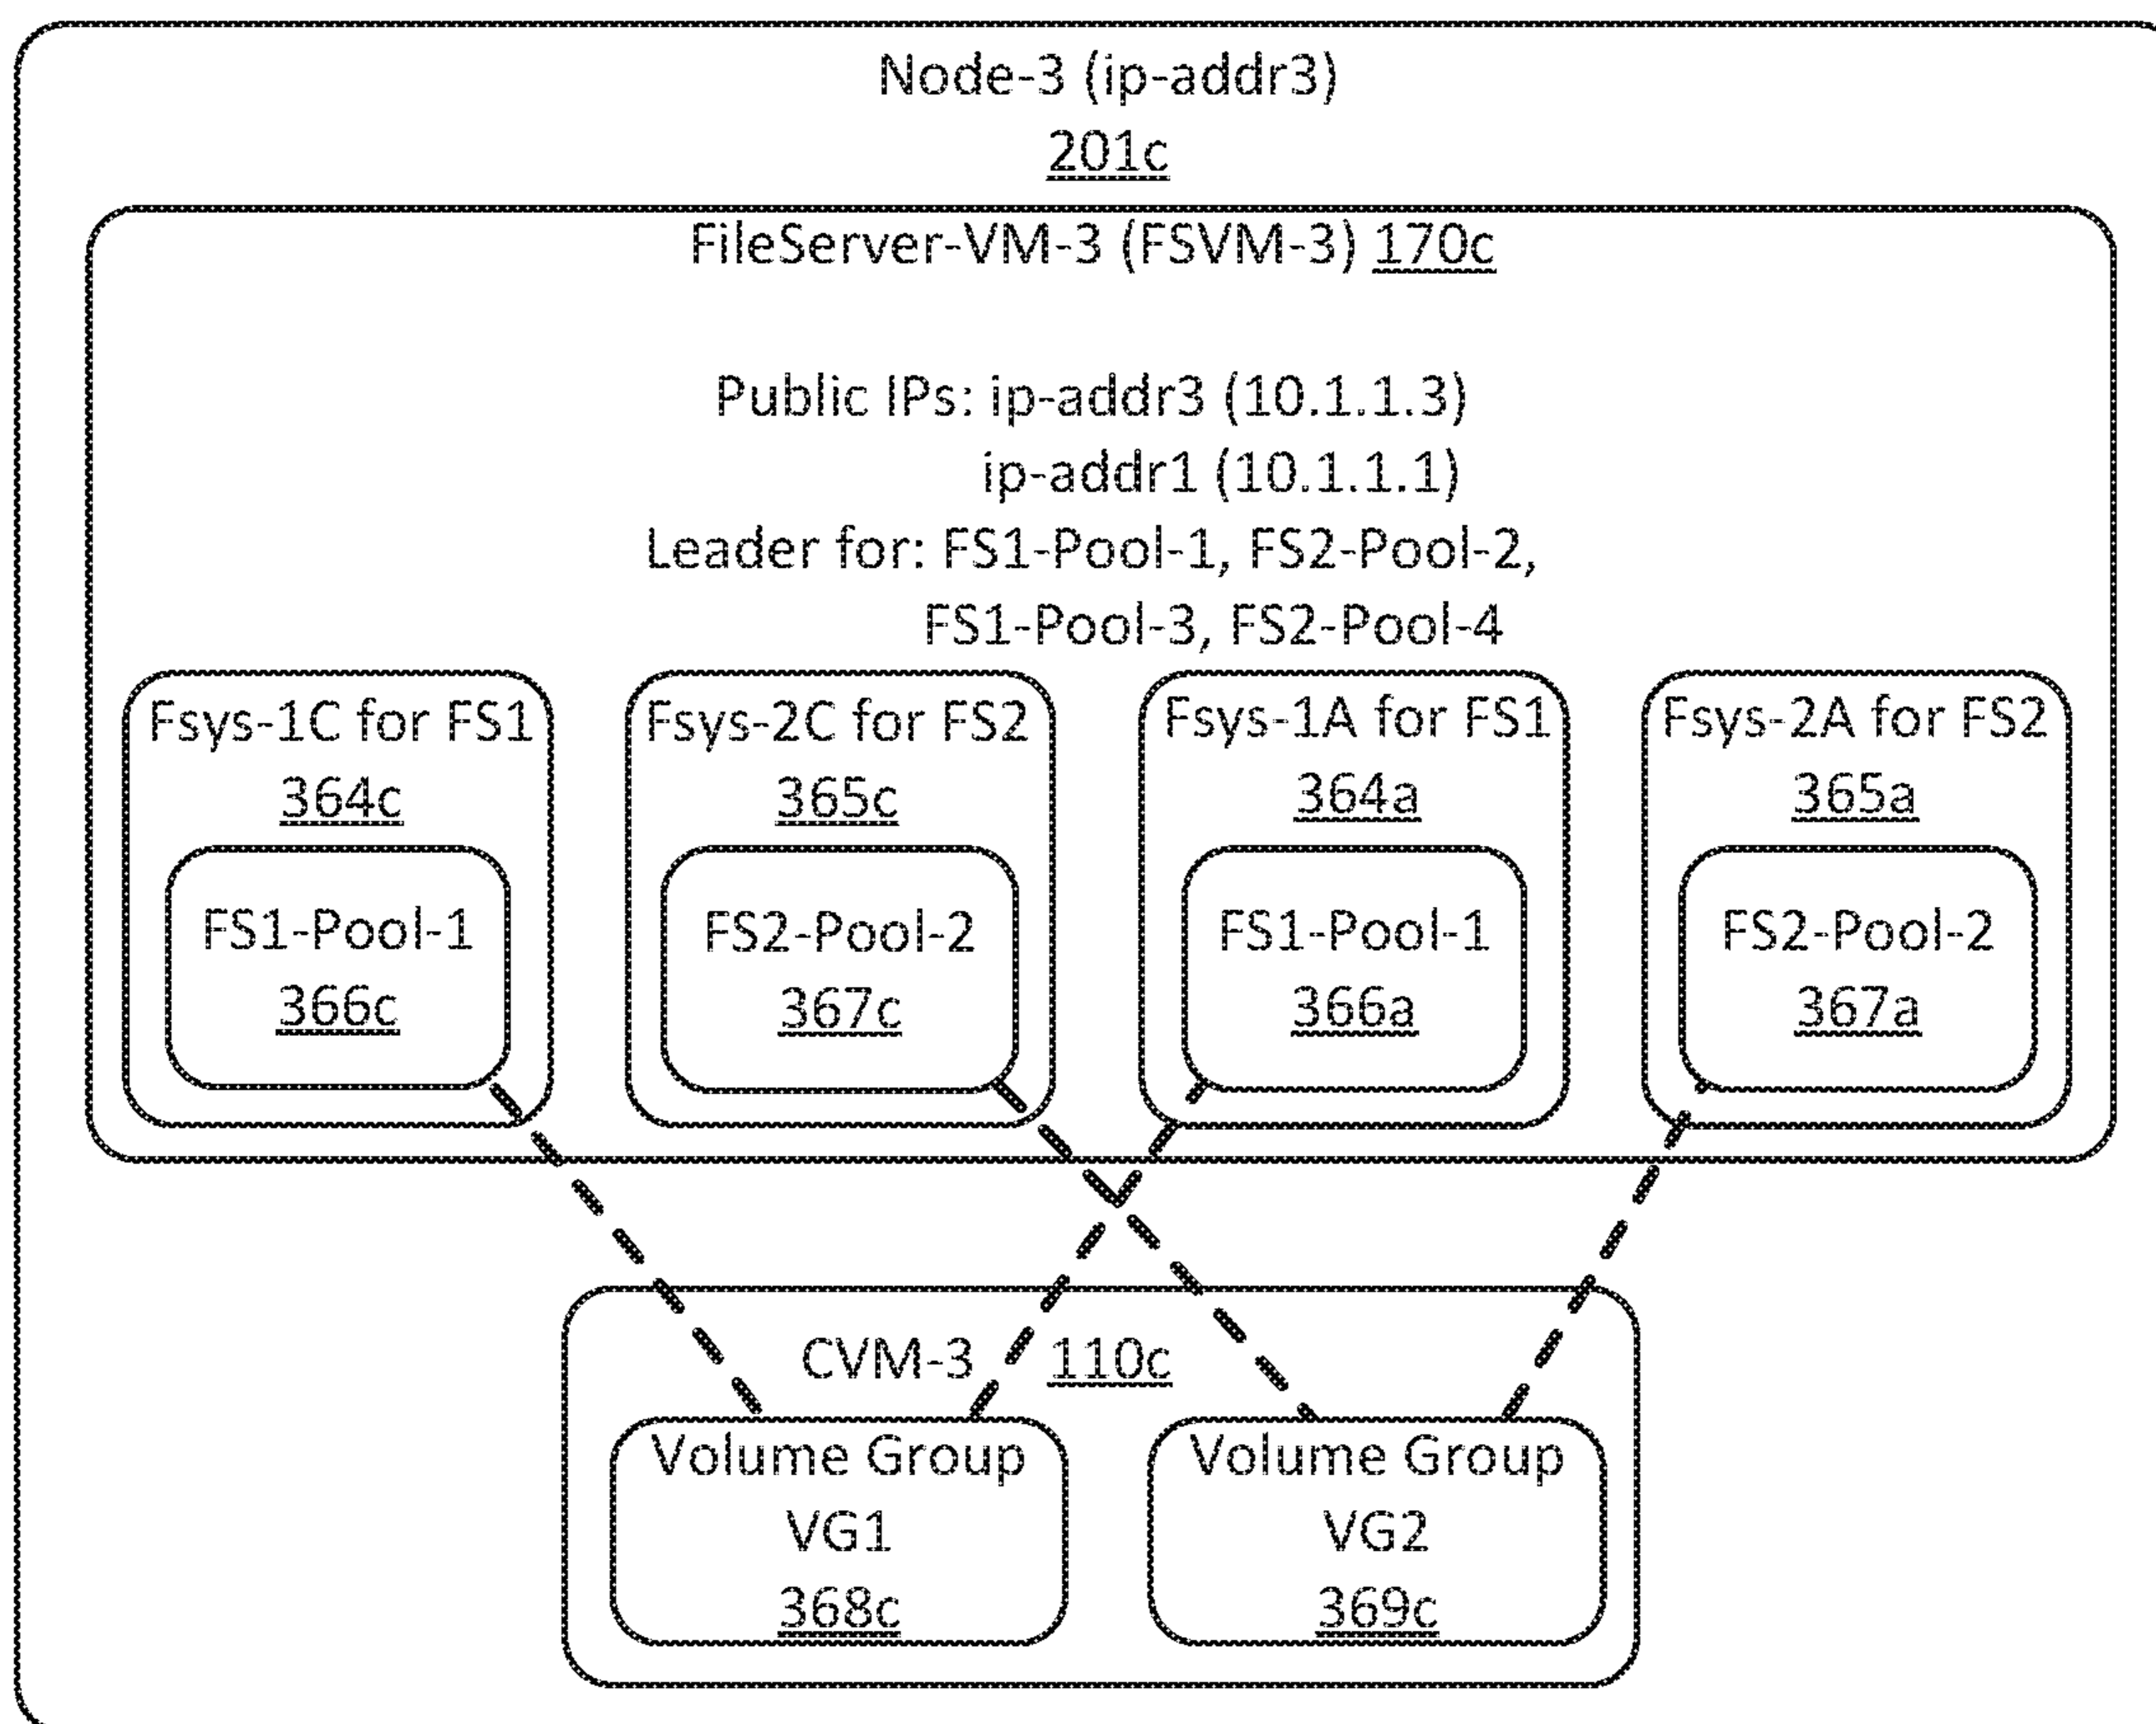 Node-3 (ip-addr3)
201c
FileServer-VM-3 (FSVM-3) 170c
Public IPs: ip-addr3 (10.1.1.3)
ip-addr1 (10.1.1.1)
Leader for: FS1-Pool-1, FS2-Pool-2,
FS1-Pool-3, FS2-Pool-4
Fsys-1C for FS1
364c
FS1-Pool-1
366c
Fsys-2C for FS2
365c
FS2-Pool-2
367c
Fsys-1A for FS1
364a
FS1-Pool-1
366a
Fsys-2A for FS2
365a
FS2-Pool-2
367a
CVM-3 110c
Volume Group
VG1
368c
Volume Group
VG2
369c